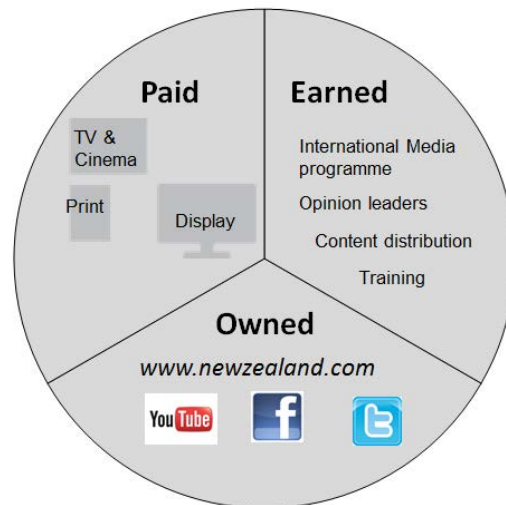 Paid
TV &
Cinema
Print
Display
Earned
International Media
programme
Opinion leaders
Content distribution
Training
Owned
www.newzealand.com
You Tube
f
t